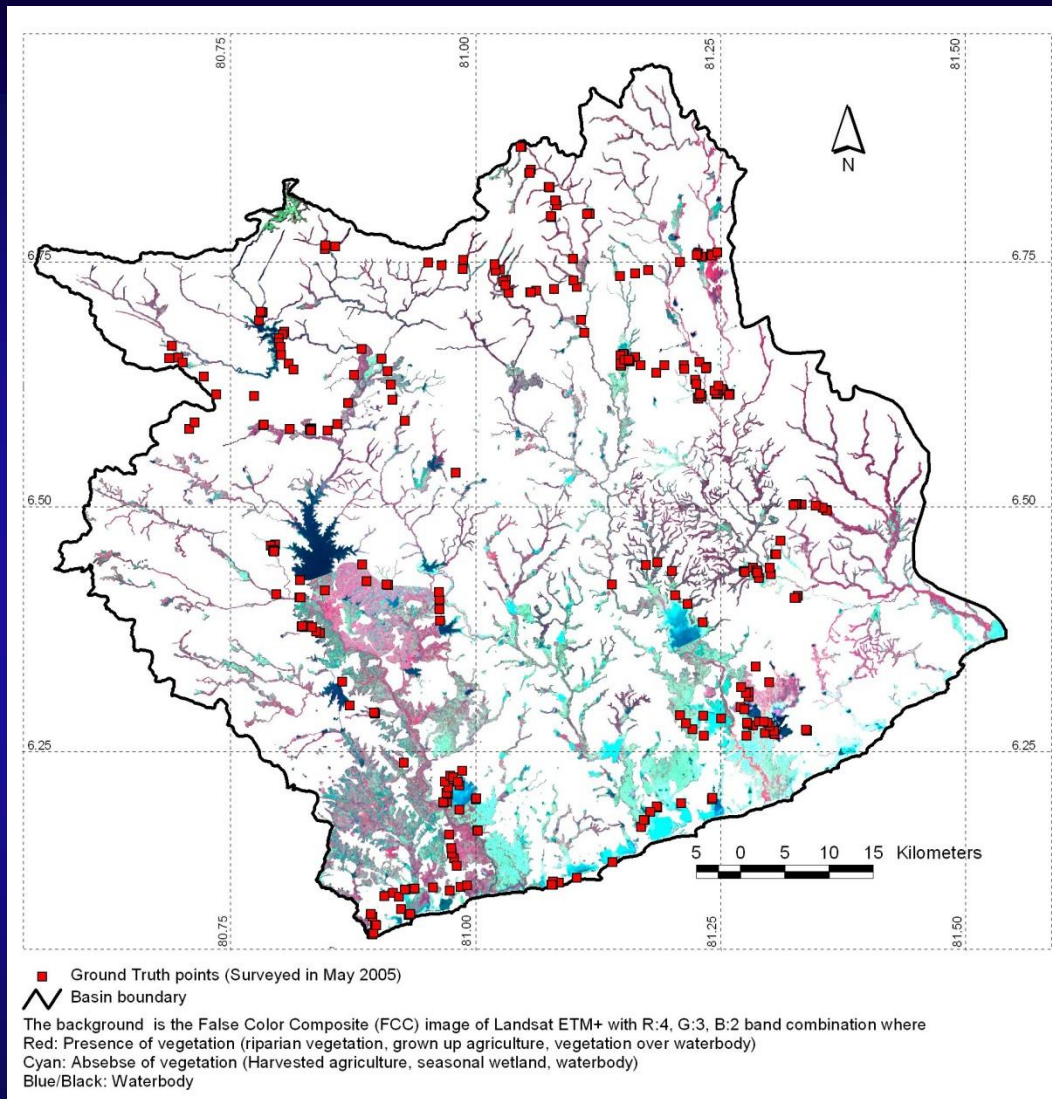 80.75 81.00 81.25 81.50
N
6.75 6.75
6.50 6.50
6.25 6.25
5 0 5 10 15 Kilometers
80.75 81.00 81.25 81.50
Ground Truth points (Surveyed in May 2005)
Basin boundary
The background is the False Color Composite (FCC) image of Landsat ETM+ with R:4, G:3, B:2 band combination where
Red: Presence of vegetation (riparian vegetation, grown up agriculture, vegetation over waterbody)
Cyan: Absebse of vegetation (Harvested agriculture, seasonal wetland, waterbody)
Blue/Black: Waterbody